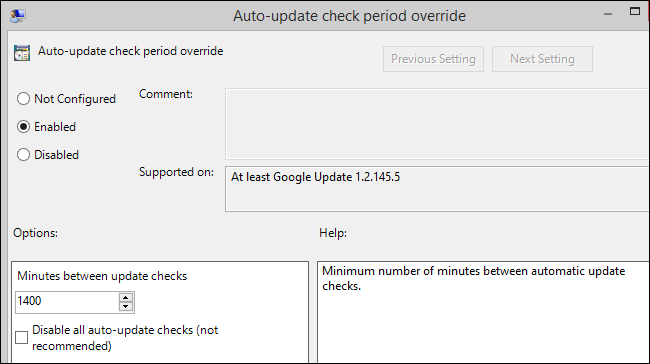 Auto-update check period override
Auto-update check period override
Previous Setting
Next Setting
Not Configured
Comment:
Enabled
Disabled
Supported on:
At least Google Update 1.2.145.5
Options:
Help:
Minutes between update checks
1400
Disable all auto-update checks (not
recommended)
Minimum number of minutes between automatic update
checks.